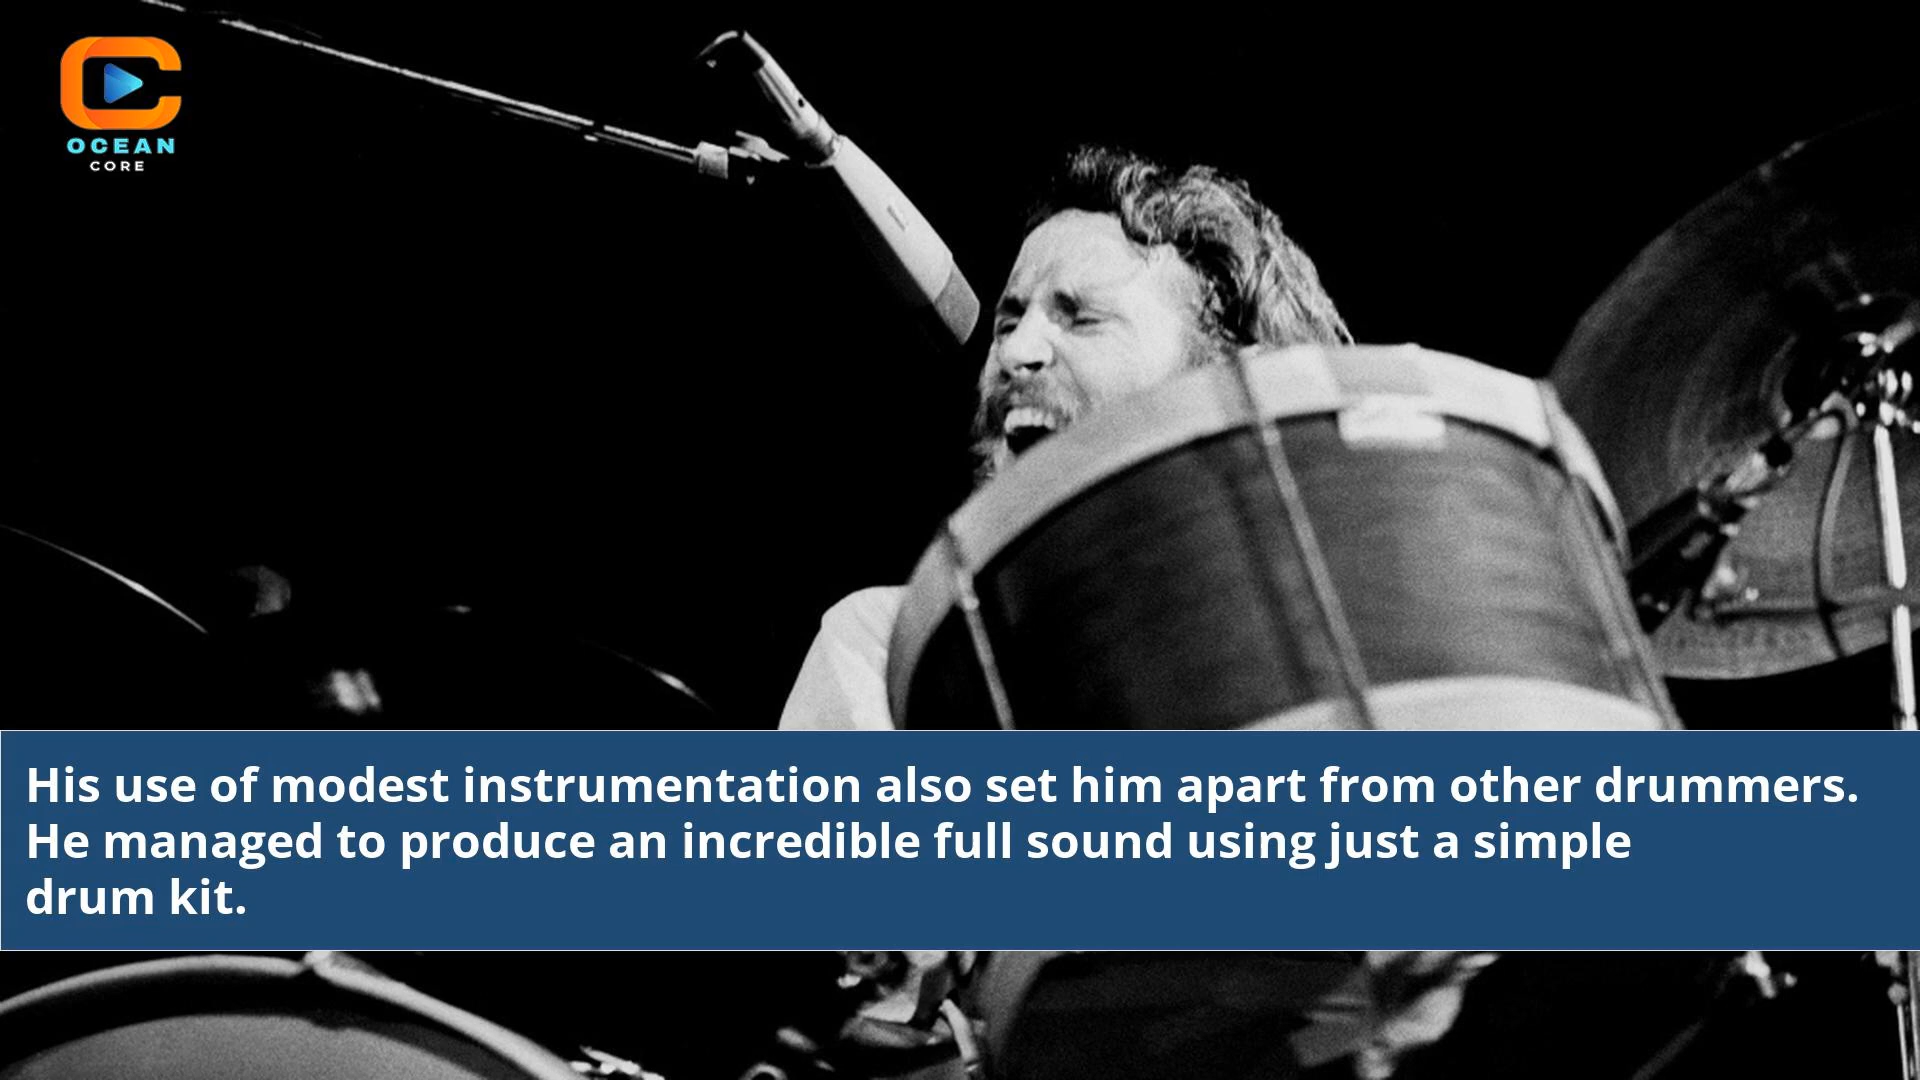 OCEAN
CORE
His use of modest instrumentation also set him apart from other drummers.
He managed to produce an incredible full sound using just a simple
drum kit.